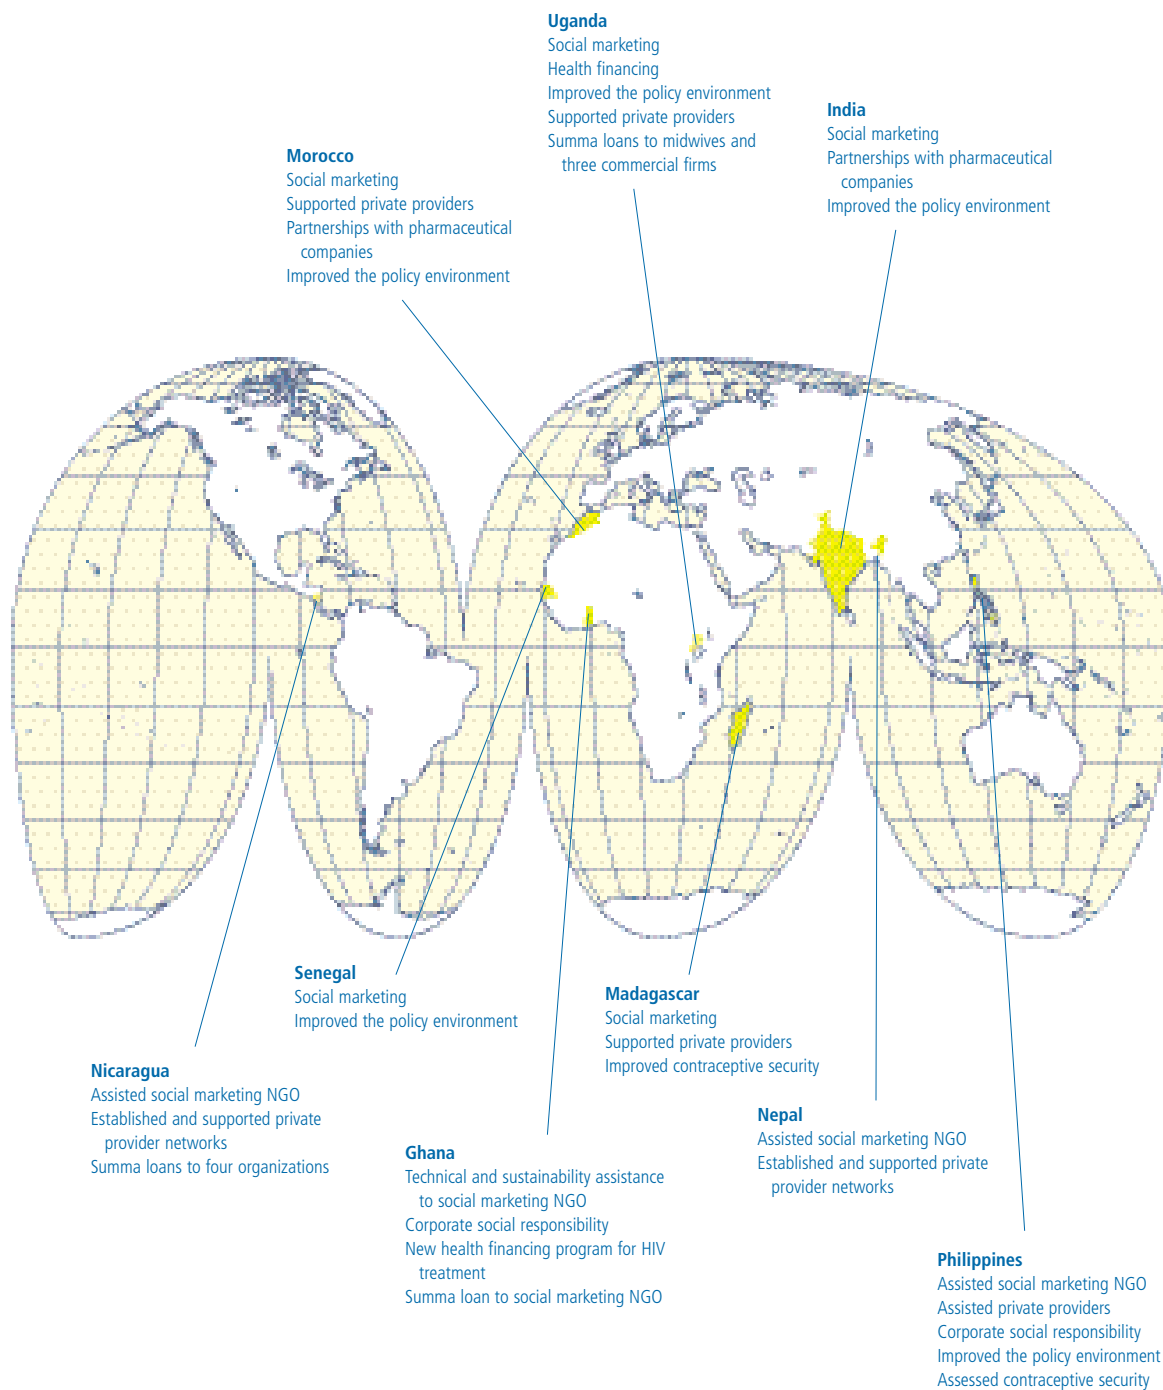 Uganda
Social marketing
Health financing
Improved the policy environment
Supported private providers
Summa loans to midwives and
three commercial firms
India
Social marketing
Partnerships with pharmaceutical
companies
Improved the policy environment
Morocco
Social marketing
Supported private providers
Partnerships with pharmaceutical
companies
Improved the policy environment
Senegal
Social marketing
Improved the policy environment
Madagascar
Social marketing
Supported private providers
Improved contraceptive security
Nicaragua
Assisted social marketing NGO
Established and supported private
provider networks
Summa loans to four organizations
Ghana
Technical and sustainability assistance
to social marketing NGO
Corporate social responsibility
New health financing program for HIV
treatment
Summa loan to social marketing NGO
Nepal
Assisted social marketing NGO
Established and supported private
provider networks
Philippines
Assisted social marketing NGO
Assisted private providers
Corporate social responsibility
Improved the policy environment
Assessed contraceptive security